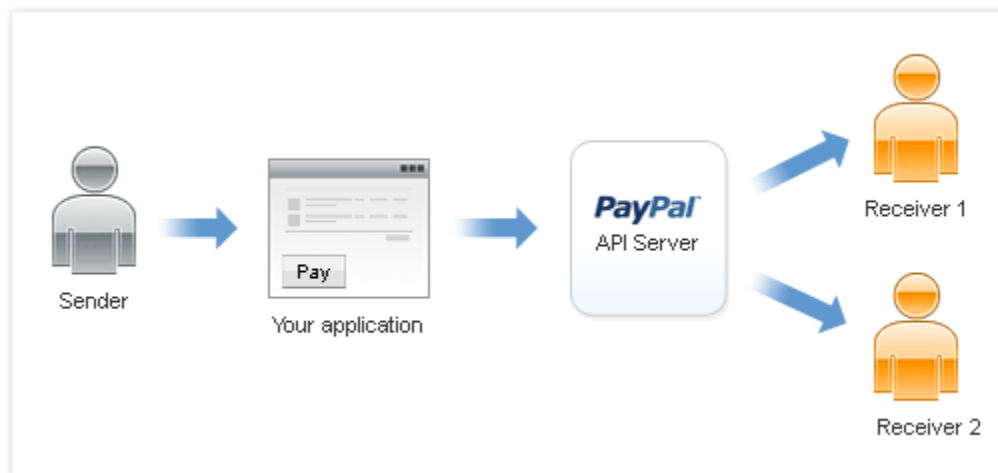 Sender
Pay
Your application
PayPal
API Server
Receiver 1
Receiver 2